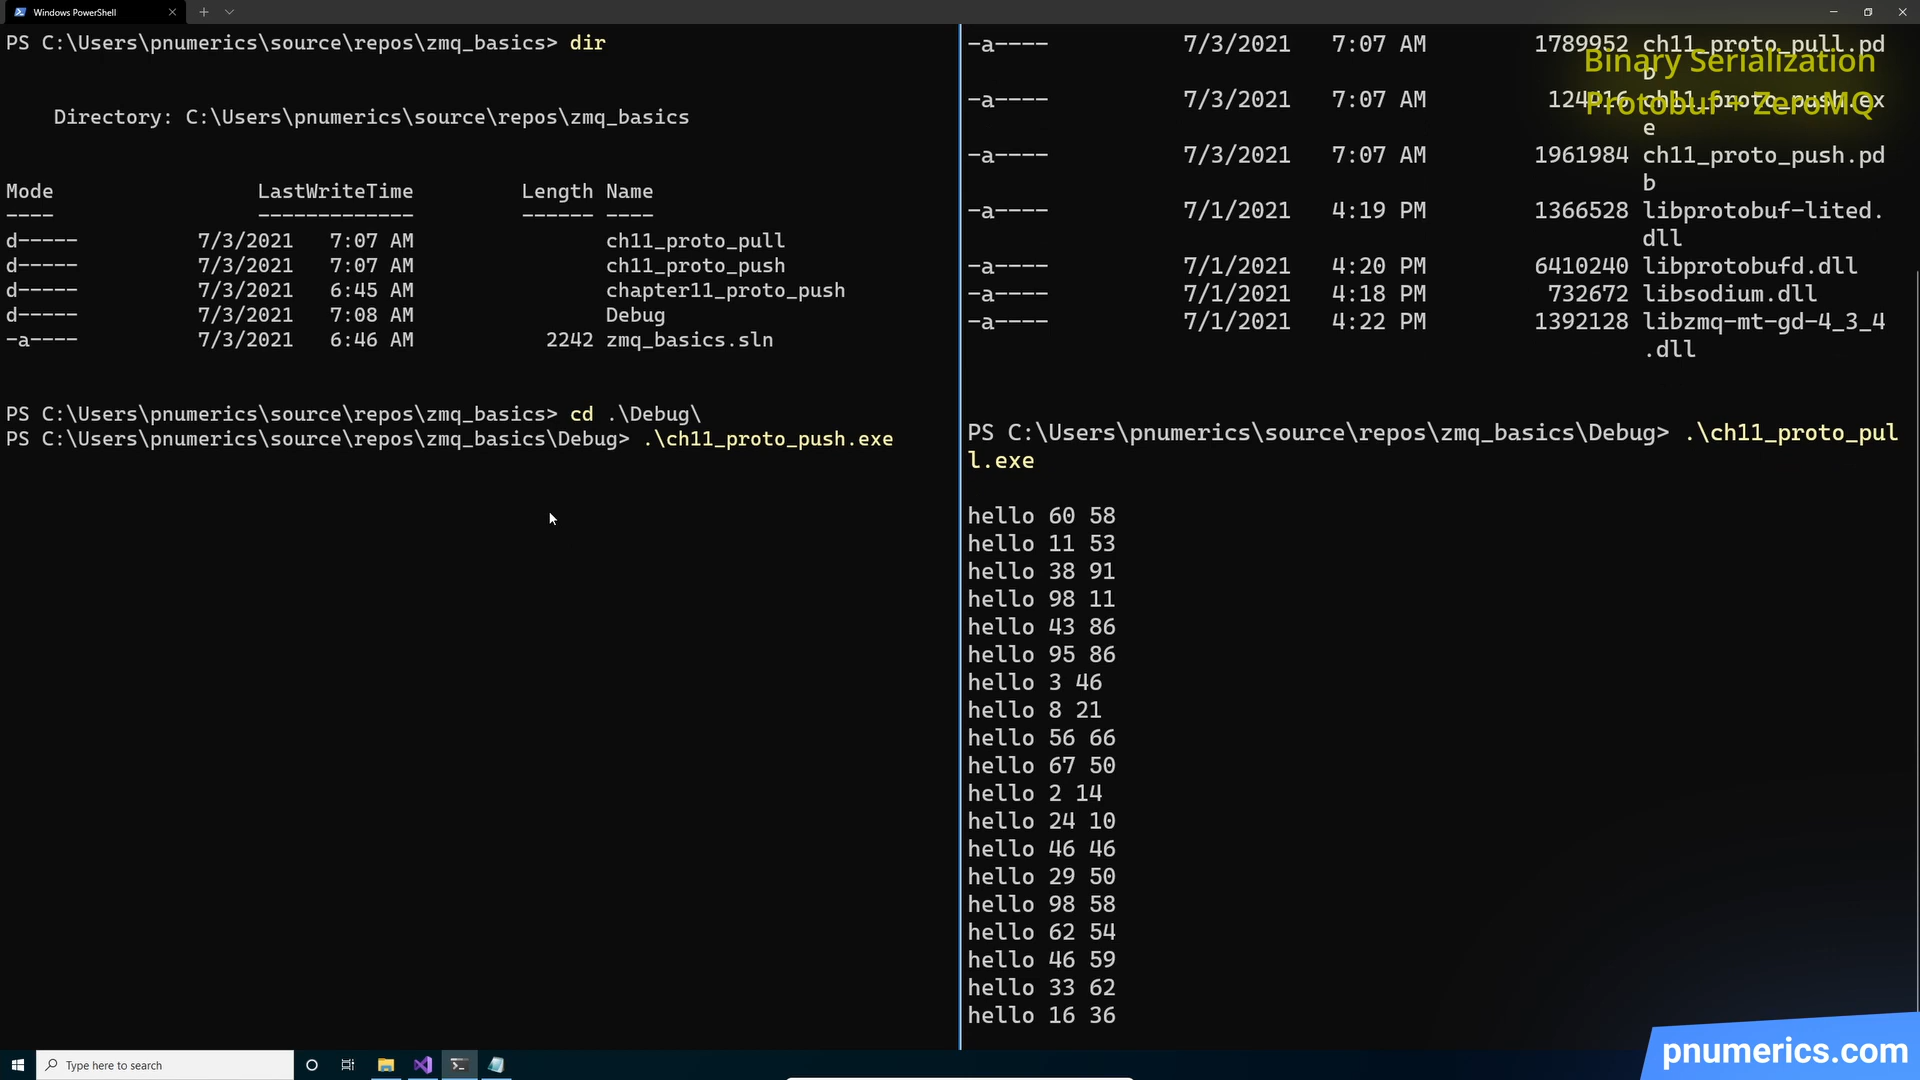 Windows PowerShell
PS C:\Users\pnumerics\source\repos\zmq_basics> dir
Directory: C:\Users\pnumerics\source\repos\zmq_basics
Mode LastWriteTime Length Name
---- ------------- ------ ----
d----- 7/3/2021 7:07 AM ch11_proto_pull
d----- 7/3/2021 7:07 AM ch11_proto_push
d----- 7/3/2021 6:45 AM chapter11_proto_push
d----- 7/3/2021 7:08 AM Debug
-a---- 7/3/2021 6:46 AM 2242 zmq_basics.sln
PS C:\Users\pnumerics\source\repos\zmq_basics> cd .\Debug\
PS C:\Users\pnumerics\source\repos\zmq_basics\Debug> .\ch11_proto_push.exe
-a---- 7/3/2021 7:07 AM 1789952 ch11_proto_pull.pd
b
-a---- 7/3/2021 7:07 AM 124416 ch11_proto_push.ex
e
-a---- 7/3/2021 7:07 AM 1961984 ch11_proto_push.pd
b
-a---- 7/1/2021 4:19 PM 1366528 libprotobuf-lited.
dll
-a---- 7/1/2021 4:20 PM 6410240 libprotobufd.dll
-a---- 7/1/2021 4:18 PM 732672 libsodium.dll
-a---- 7/1/2021 4:22 PM 1392128 libzmq-mt-gd-4_3_4
.dll
PS C:\Users\pnumerics\source\repos\zmq_basics\Debug> .\ch11_proto_pul
l.exe
hello 60 58
hello 11 53
hello 38 91
hello 98 11
hello 43 86
hello 95 86
hello 3 46
hello 8 21
hello 56 66
hello 67 50
hello 2 14
hello 24 10
hello 46 46
hello 29 50
hello 98 58
hello 62 54
hello 46 59
hello 33 62
hello 16 36
Binary Serialization
Protobuf + ZeroMQ
Type here to search
pnumerics.com